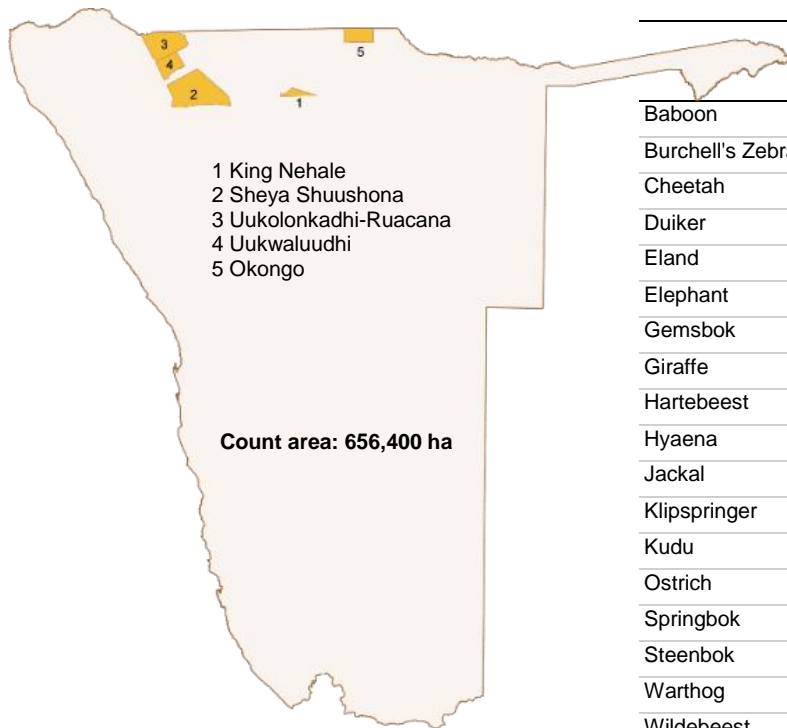 3
4
2
1
5
1 King Nehale
2 Sheya Shuushona
3 Uukolonkadhi-Ruacana
4 Uukwaluudhi
5 Okongo
Count area: 656,400 ha
Baboon
Burchell's
Cheetah
Duiker
Eland
Elephant
Gemsbok
Giraffe
Hartebeest
Hyaena
Jackal
Klipspringer
Kudu
Ostrich
Springbok
Steenbok
Warthog
Wildebeest